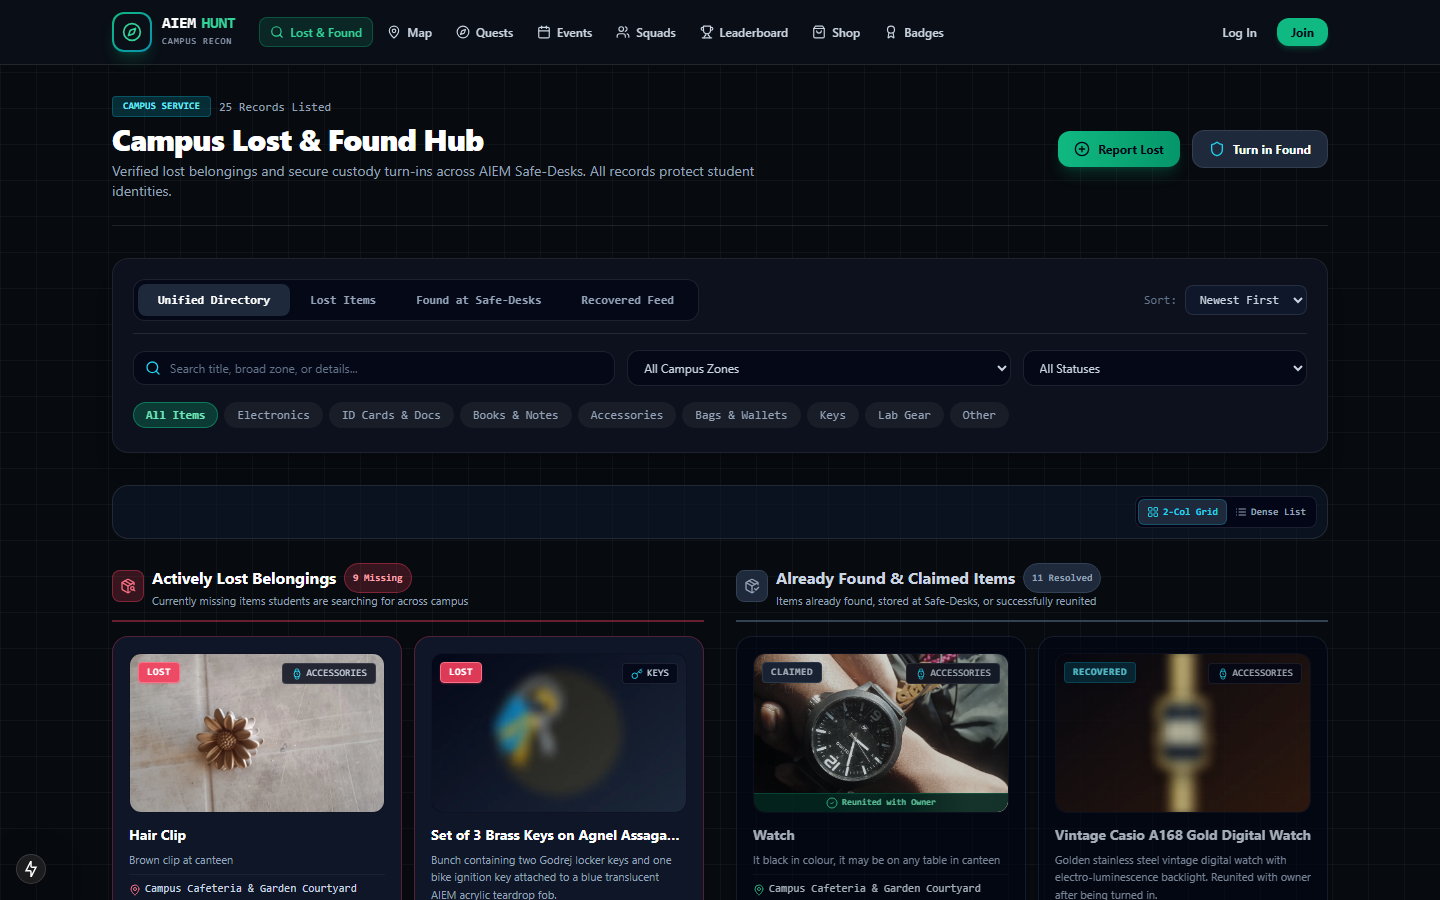 AIEM HUNT
CAMPUS RECON
Lost & Found
Map
Quests
Events
Squads
Leaderboard
Shop
Badges
Log In
Join
CAMPUS SERVICE
25 Records Listed
Campus Lost & Found Hub
Verified lost belongings and secure custody turn-ins across AIEM Safe-Desks. All records protect student
identities.
Report Lost
Turn in Found
Unified Directory
Lost Items
Found at Safe-Desks
Recovered Feed
Sort:
Newest First
Search title, broad zone, or details...
All Campus Zones
All Statuses
All Items
Electronics
ID Cards & Docs
Books & Notes
Accessories
Bags & Wallets
Keys
Lab Gear
Other
2-Col Grid
Dense List
Actively Lost Belongings
9 Missing
Currently missing items students are searching for across campus
Already Found & Claimed Items
11 Resolved
Items already found, stored at Safe-Desks, or successfully reunited
LOST
ACCESSORIES
Hair Clip
Brown clip at canteen
Campus Cafeteria & Garden Courtyard
LOST
KEYS
Set of 3 Brass Keys on Agnel Assaga...
Bunch containing two Godrej locker keys and one
bike ignition key attached to a blue translucent
AIEM acrylic teardrop fob.
CLAIMED
ACCESSORIES
Reunited with Owner
Watch
It black in colour, it may be on any table in canteen
Campus Cafeteria & Garden Courtyard
RECOVERED
ACCESSORIES
Vintage Casio A168 Gold Digital Watch
Golden stainless steel vintage digital watch with
electro-luminescence backlight. Reunited with owner
after being turned in.